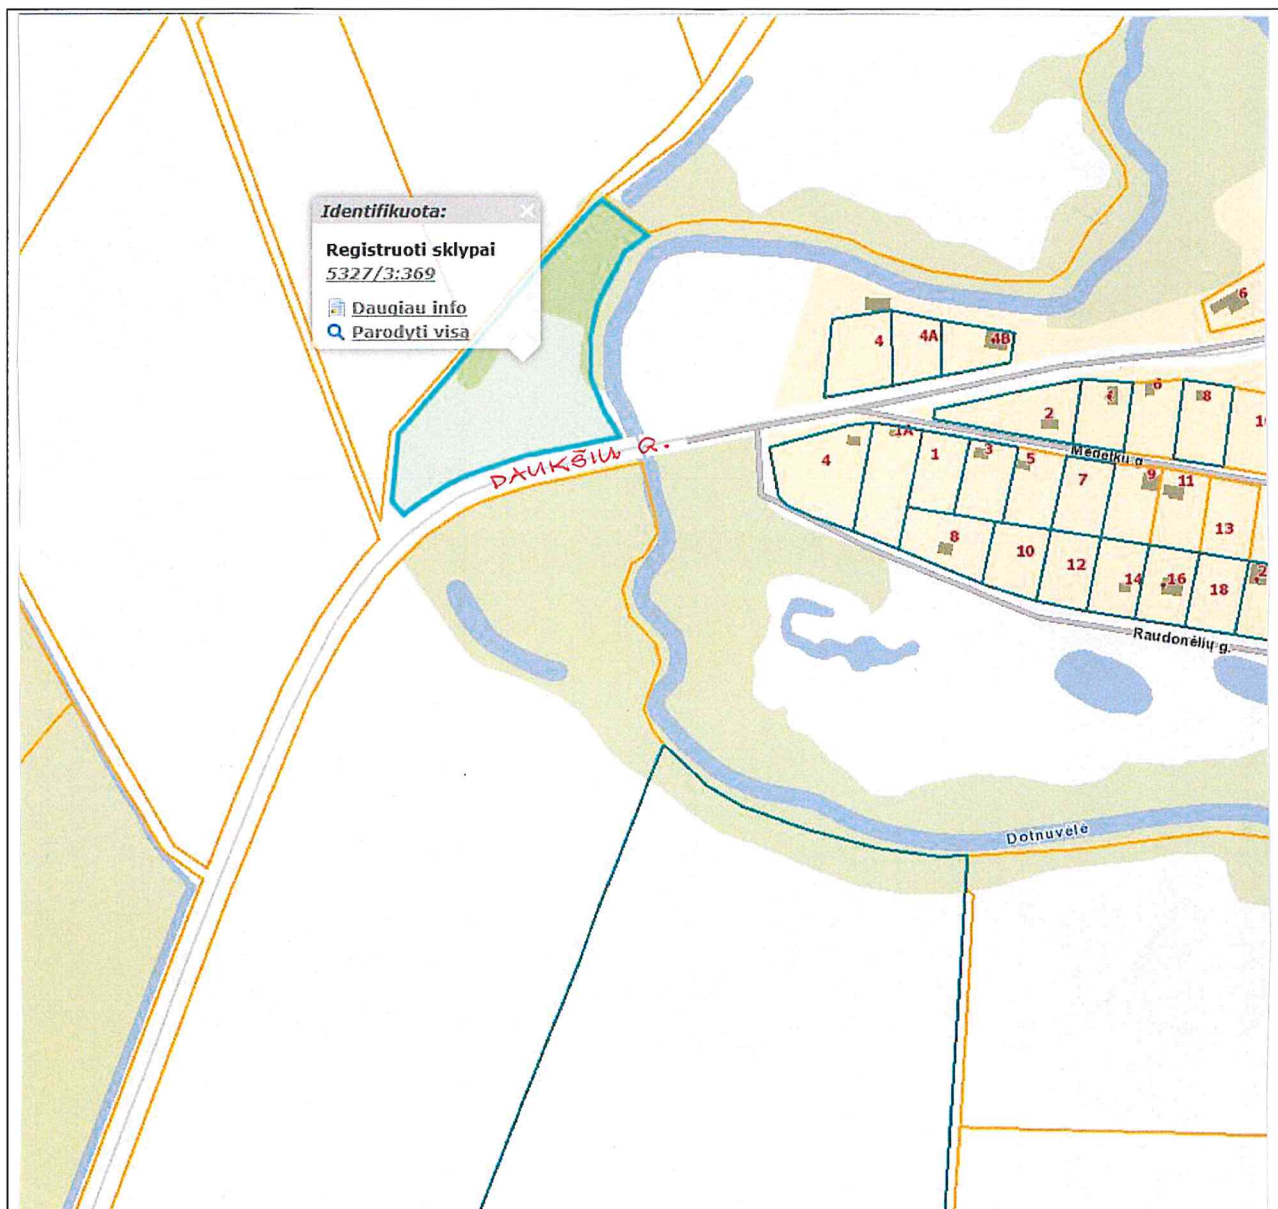 Identifikuota:
Registruoti sklypai
5327/3:369
Daugiau info
Parodyti visą
6
4
4A
4B
2
6
8
DAUKŠIŲ G.
4
1A
1
3
5
7
9
11
13
Medelkų g.
8
10
12
14
16
18
Raudonėlių g.
Dotnuvėlė